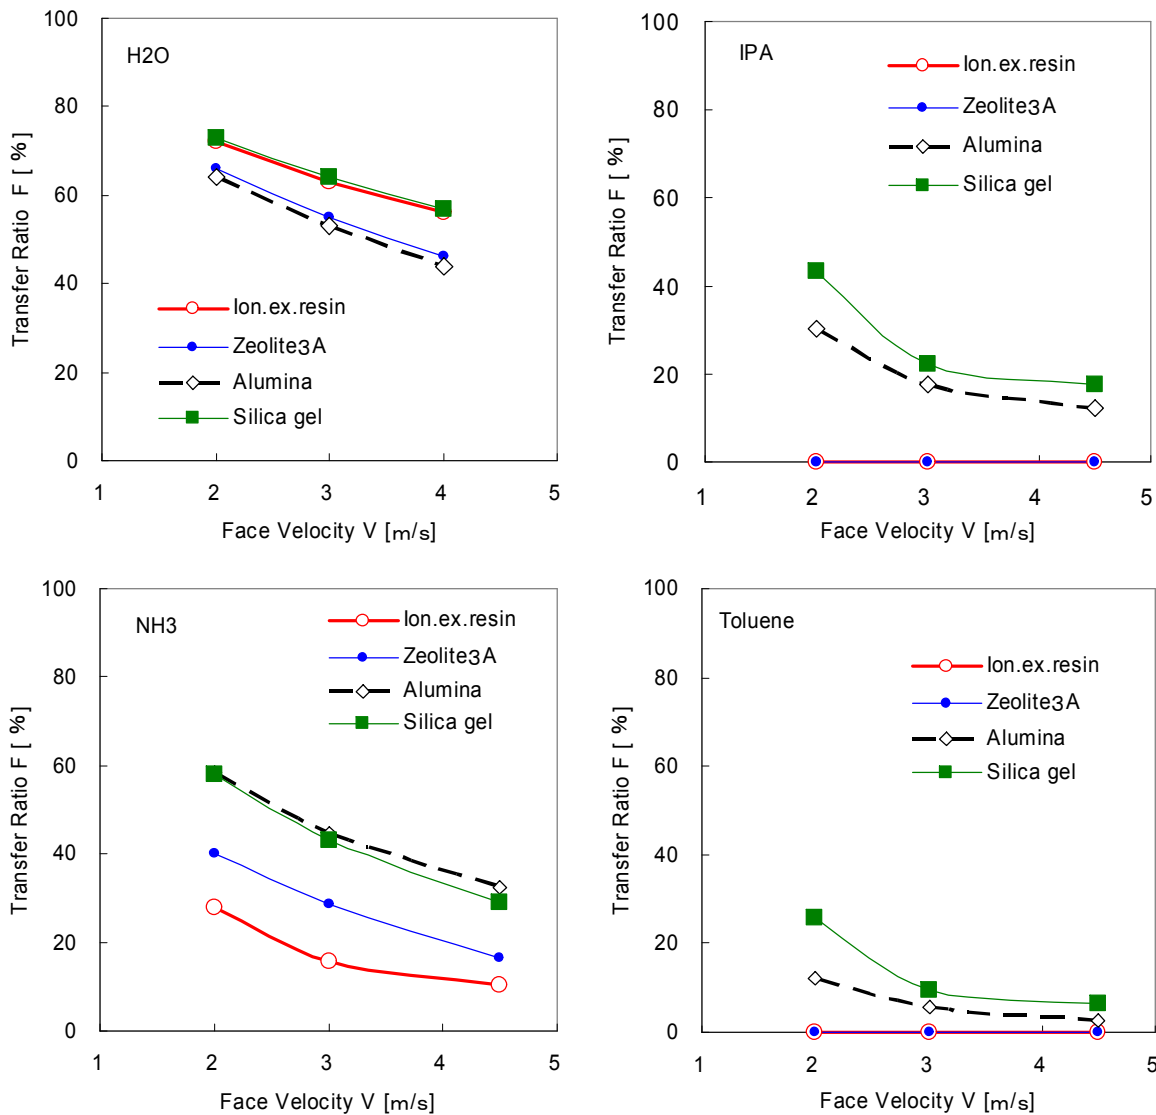 H2O
Transfer Ratio F [ %]
100
80
60
40
20
0
Ion.ex.resin
Zeolite3A
Alumina
Silica gel
1 2 3 4 5
Face Velocity V [m/s]
IPA
Transfer Ratio F [ %]
100
80
60
40
20
0
Ion.ex.resin
Zeolite3A
Alumina
Silica gel
1 2 3 4 5
Face Velocity V [m/s]
NH3
Transfer Ratio F [ %]
100
80
60
40
20
0
Ion.ex.resin
Zeolite3A
Alumina
Silica gel
1 2 3 4 5
Face Velocity V [m/s]
Toluene
Transfer Ratio F [ %]
100
80
60
40
20
0
Ion.ex.resin
Zeolite3A
Alumina
Silica gel
1 2 3 4 5
Face Velocity V [m/s]